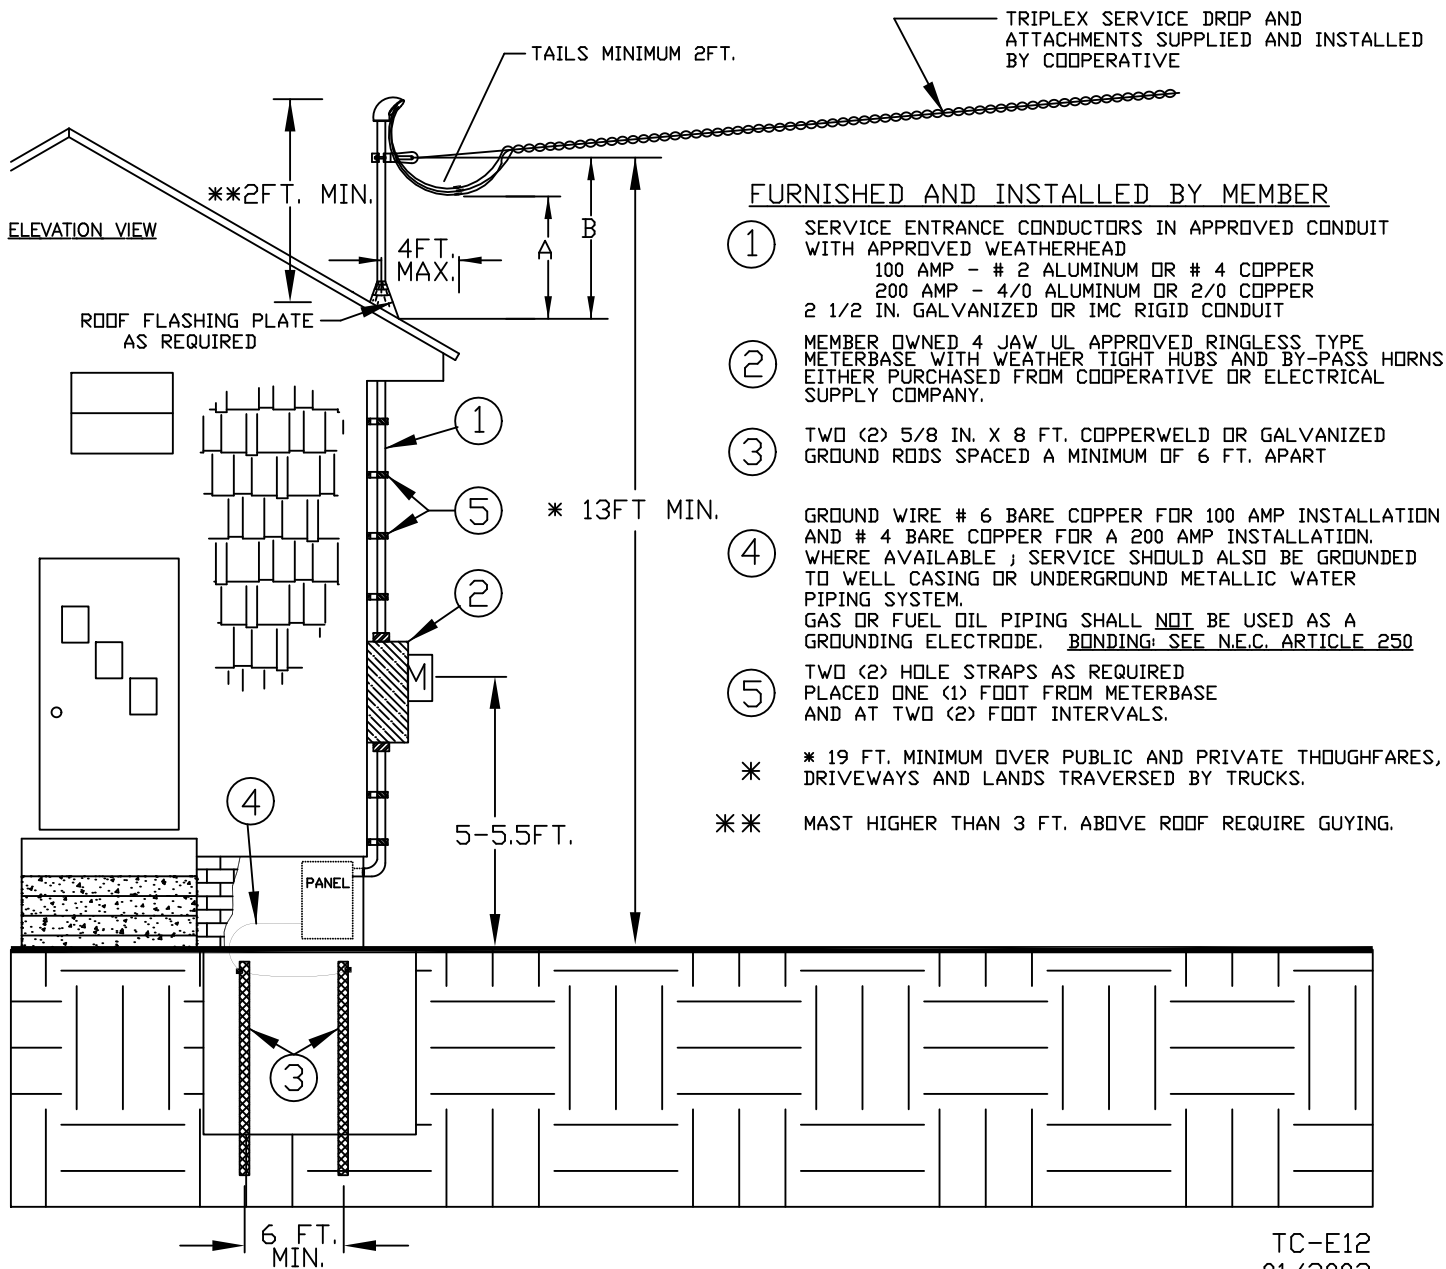 TRIPLEX SERVICE DROP AND
ATTACHMENTS SUPPLIED AND INSTALLED
BY COOPERATIVE
TAILS MINIMUM 2FT.
**2FT. MIN.
ELEVATION VIEW
4FT.
MAX.
A
B
ROOF FLASHING PLATE
AS REQUIRED
1
5
* 13FT MIN.
2
M
4
5-5.5FT.
PANEL
3
6 FT.
MIN.
FURNISHED AND INSTALLED BY MEMBER
1
SERVICE ENTRANCE CONDUCTORS IN APPROVED CONDUIT
WITH APPROVED WEATHERHEAD
100 AMP - # 2 ALUMINUM OR # 4 COPPER
200 AMP - 4/0 ALUMINUM OR 2/0 COPPER
2 1/2 IN. GALVANIZED OR IMC RIGID CONDUIT
2
MEMBER OWNED 4 JAW UL APPROVED RINGLESS TYPE
METERBASE WITH WEATHER TIGHT HUBS AND BY-PASS HORNS
EITHER PURCHASED FROM COOPERATIVE OR ELECTRICAL
SUPPLY COMPANY.
3
TWO (2) 5/8 IN. X 8 FT. COPPERWELD OR GALVANIZED
GROUND RODS SPACED A MINIMUM OF 6 FT. APART
4
GROUND WIRE # 6 BARE COPPER FOR 100 AMP INSTALLATION
AND # 4 BARE COPPER FOR A 200 AMP INSTALLATION.
WHERE AVAILABLE ; SERVICE SHOULD ALSO BE GROUNDED
TO WELL CASING OR UNDERGROUND METALLIC WATER
PIPING SYSTEM.
GAS OR FUEL OIL PIPING SHALL NOT BE USED AS A
GROUNDING ELECTRODE. BONDING: SEE N.E.C. ARTICLE 250
5
TWO (2) HOLE STRAPS AS REQUIRED
PLACED ONE (1) FOOT FROM METERBASE
AND AT TWO (2) FOOT INTERVALS.
*
* 19 FT. MINIMUM OVER PUBLIC AND PRIVATE THOUGHFARES,
DRIVEWAYS AND LANDS TRAVERSED BY TRUCKS.
**
MAST HIGHER THAN 3 FT. ABOVE ROOF REQUIRE GUYING.
TC-E12